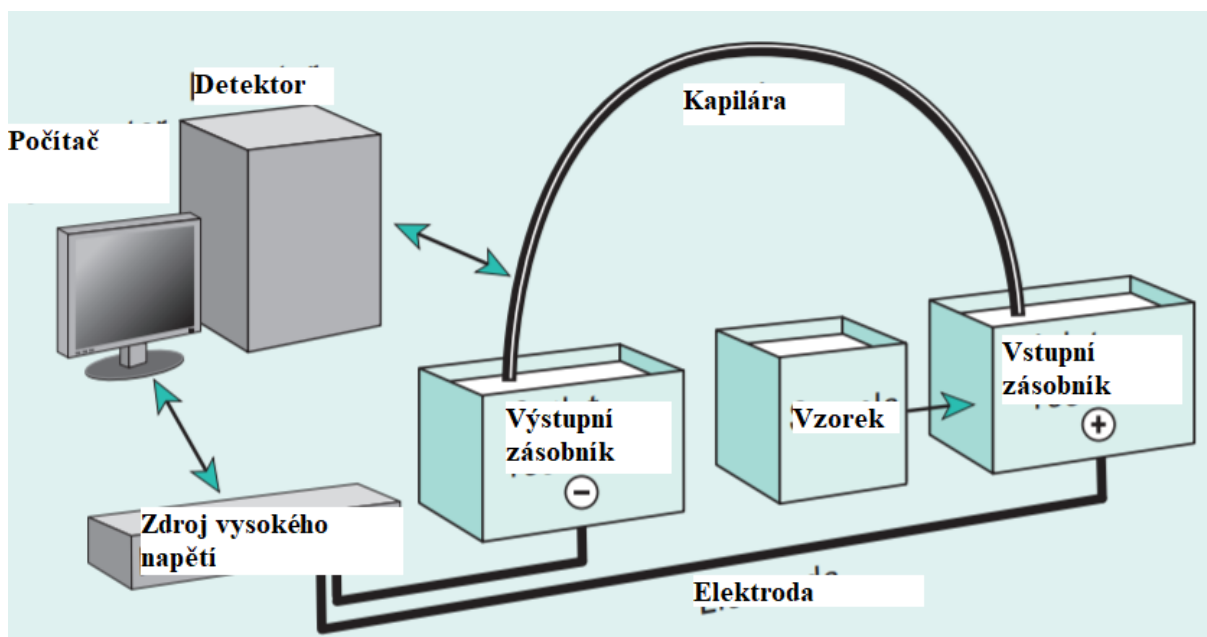 Detektor
Počítač
Kapilára
Vstupní
zásobník
+
Vzorek
Výstupní
zásobník
−
Zdroj vysokého
napětí
Elektroda